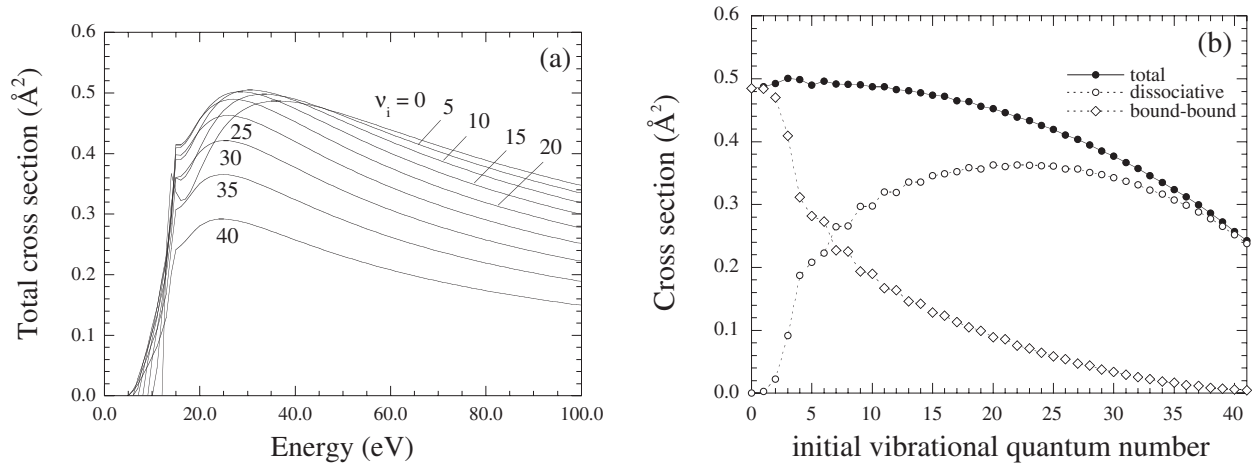 (a)
Total cross section (Å²)
0.6
0.5
0.4
0.3
0.2
0.1
0.0
ν_i = 0
5
10
15
20
25
30
35
40
0.0 20.0 40.0 60.0 80.0 100.0
Energy (eV)
(b)
Cross section (Å²)
0.6
0.5
0.4
0.3
0.2
0.1
0.0
total
dissociative
bound-bound
0 5 10 15 20 25 30 35 40
initial vibrational quantum number